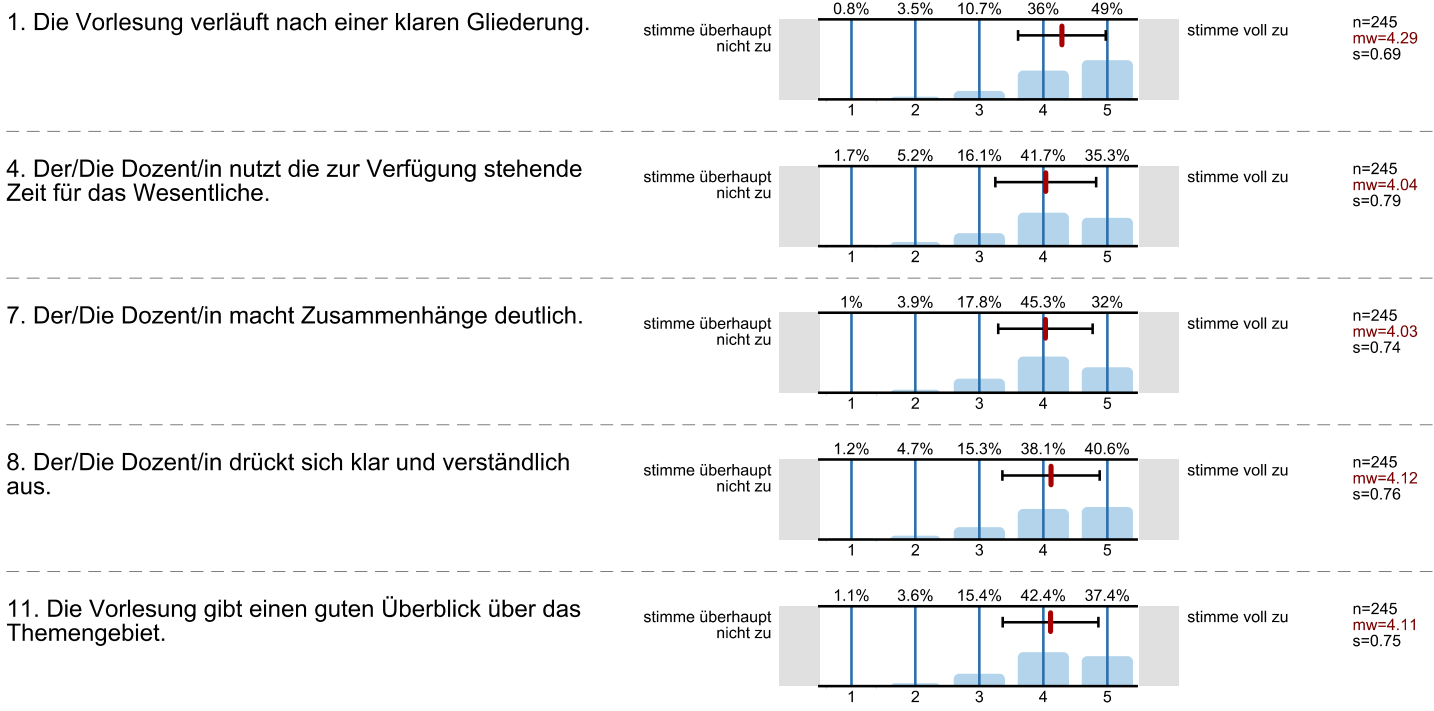 1. Die Vorlesung verläuft nach einer klaren Gliederung.
stimme überhaupt
nicht zu
0.8% 3.5% 10.7% 36% 49%
1 2 3 4 5
stimme voll zu
n=245
mw=4.29
s=0.69
4. Der/Die Dozent/in nutzt die zur Verfügung stehende
Zeit für das Wesentliche.
stimme überhaupt
nicht zu
1.7% 5.2% 16.1% 41.7% 35.3%
1 2 3 4 5
stimme voll zu
n=245
mw=4.04
s=0.79
7. Der/Die Dozent/in macht Zusammenhänge deutlich.
stimme überhaupt
nicht zu
1% 3.9% 17.8% 45.3% 32%
1 2 3 4 5
stimme voll zu
n=245
mw=4.03
s=0.74
8. Der/Die Dozent/in drückt sich klar und verständlich
aus.
stimme überhaupt
nicht zu
1.2% 4.7% 15.3% 38.1% 40.6%
1 2 3 4 5
stimme voll zu
n=245
mw=4.12
s=0.76
11. Die Vorlesung gibt einen guten Überblick über das
Themengebiet.
stimme überhaupt
nicht zu
1.1% 3.6% 15.4% 42.4% 37.4%
1 2 3 4 5
stimme voll zu
n=245
mw=4.11
s=0.75